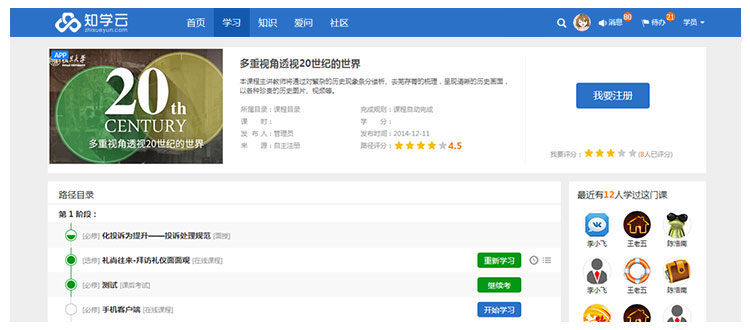 知学云
zhixueyun.com
首页 学习 知识 爱问 社区
消息 80 待办 21 学员
APP
20th
CENTURY
多重视角透视20世纪的世界
多重视角透视20世纪的世界
本课程主讲教师将通过对繁杂的历史现象条分缕析、去芜存菁的梳理，呈现清晰的历史画面，
以各种珍贵的历史图片、视频等。
所属目录：课程目录 完成规则：课程自动完成
课 时： 学 分：
发 布 人：管理员 发布时间：2014-12-11
来 源：自主注册 路径评分： 4.5
我要注册
我要评分： (8人已评分)
路径目录
第 1 阶段：
[必修] 化投诉为提升——投诉处理规范 [面授]
[选修] 礼尚往来-拜访礼仪面面观 [在线课程] 重新学习
[必修] 测试 [课后考试] 继续考
[必修] 手机客户端 [在线课程] 开始学习
最近有12人学过这门课
李小飞 王老五 陈浩南
李小飞 王老五 陈浩南